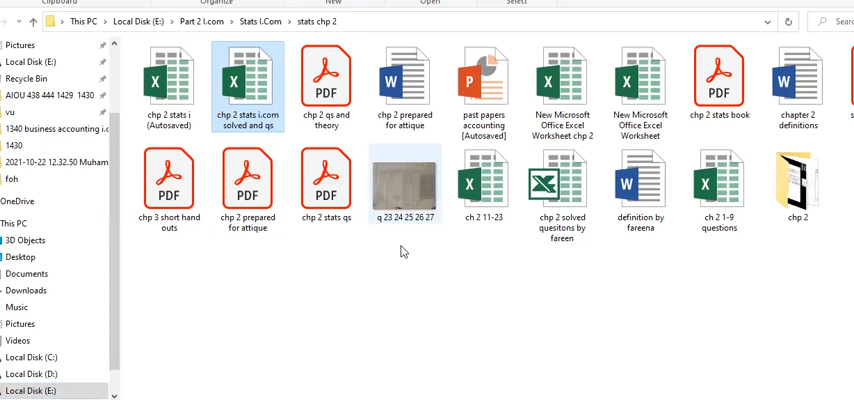 Clipboard
Organize
New
Open
Select
This PC > Local Disk (E:) > Part 2 I.com > Stats I.Com > stats chp 2
Pictures
Local Disk (E:)
Recycle Bin
AIOU 438 444 1429 1430
vu
1340 business accounting i.c
1430
2021-10-22 12.32.50 Muham
foh
OneDrive
This PC
3D Objects
Desktop
Documents
Downloads
Music
Pictures
Videos
Local Disk (C:)
Local Disk (D:)
Local Disk (E:)
chp 2 stats i
(Autosaved)
chp 2 stats i.com
solved and qs
PDF
chp 2 qs and
theory
chp 2 prepared
for attique
past papers
accounting
[Autosaved]
New Microsoft
Office Excel
Worksheet chp 2
New Microsoft
Office Excel
Worksheet
PDF
chp 2 stats book
chapter 2
definitions
PDF
chp 3 short hand
outs
PDF
chp 2 prepared
for attique
PDF
chp 2 stats qs
q 23 24 25 26 27
ch 2 11-23
chp 2 solved
quesitons by
fareen
definition by
fareena
ch 2 1-9
questions
chp 2